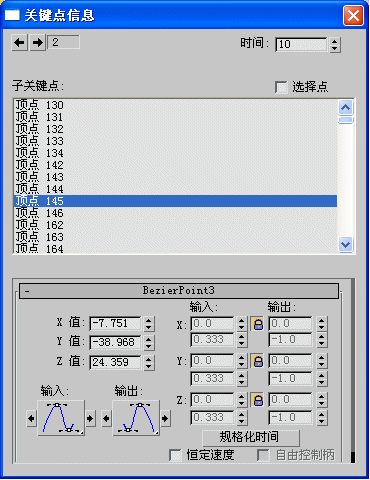 关键点信息
2 时间: 10
子关键点: 选择点
顶点 130
顶点 131
顶点 132
顶点 133
顶点 134
顶点 142
顶点 143
顶点 144
顶点 145
顶点 146
顶点 162
顶点 163
顶点 164
- BezierPoint3
输入: 输出:
X 值: -7.751 X: 0.0 0.0
0.333 -1.0
Y 值: -38.968
Z 值: 24.359 Y: 0.0 0.0
0.333 -1.0
输入: 输出: Z: 0.0 0.0
0.333 -1.0
规格化时间
恒定速度 自由控制柄